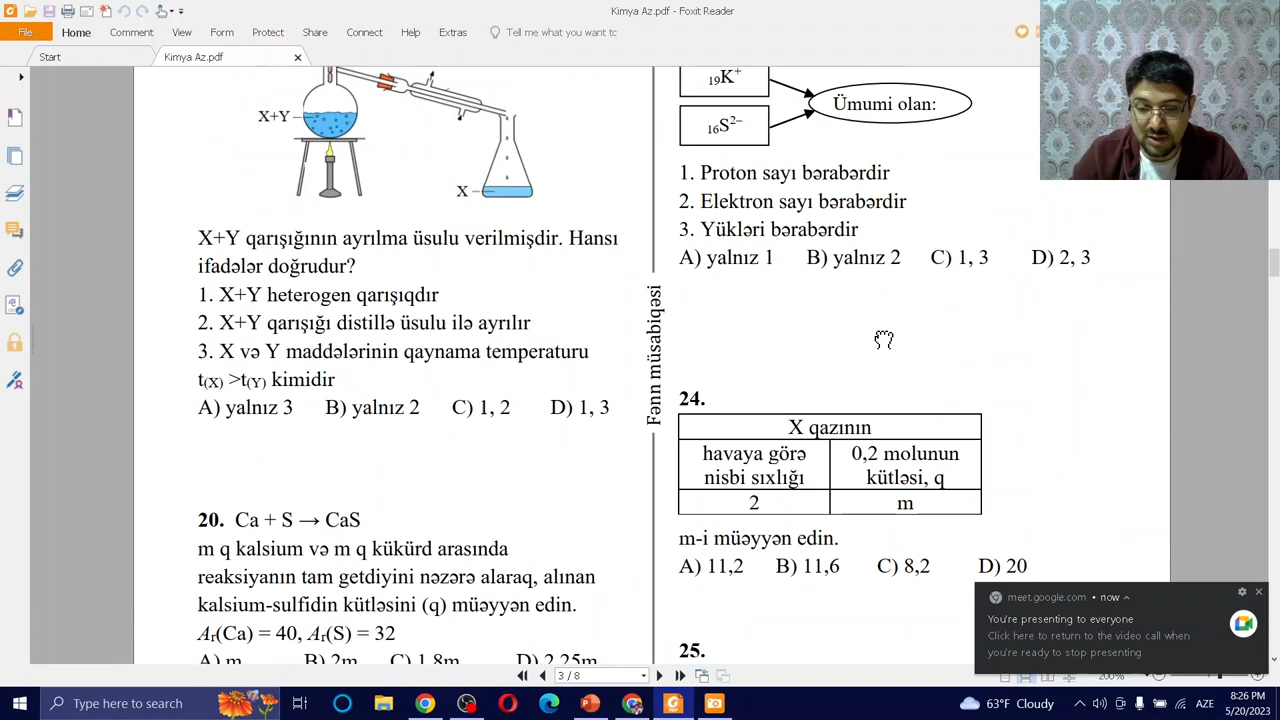 Kimya Az.pdf - Foxit Reader
File Home Comment View Form Protect Share Connect Help Extras Tell me what you want to
Start Kimya Az.pdf
X+Y
X
X+Y qarışığının ayrılma üsulu verilmişdir. Hansı
ifadələr doğrudur?
1. X+Y heterogen qarışıqdır
2. X+Y qarışığı distillə üsulu ilə ayrılır
3. X və Y maddələrinin qaynama temperaturu
t(X) >t(Y) kimidir
A) yalnız 3 B) yalnız 2 C) 1, 2 D) 1, 3
20. Ca + S → CaS
m q kalsium və m q kükürd arasında
reaksiyanın tam getdiyini nəzərə alaraq, alınan
kalsium-sulfidin kütləsini (q) müəyyən edin.
Ar(Ca) = 40, Ar(S) = 32
A) m B) 2m C) 1,8m D) 2,25m
Fənn müsabiqəsi
₁₉K⁺
₁₆S²⁻
Ümumi olan:
1. Proton sayı bərabərdir
2. Elektron sayı bərabərdir
3. Yükləri bərabərdir
A) yalnız 1 B) yalnız 2 C) 1, 3 D) 2, 3
24.
X qazının
havaya görə
nisbi sıxlığı
0,2 molunun
kütləsi, q
2 m
m-i müəyyən edin.
A) 11,2 B) 11,6 C) 8,2 D) 20
25.
meet.google.com • now
You're presenting to everyone
Click here to return to the video call when
you're ready to stop presenting
3 / 8
200%
Type here to search
63°F Cloudy
AZE
8:26 PM
5/20/2023